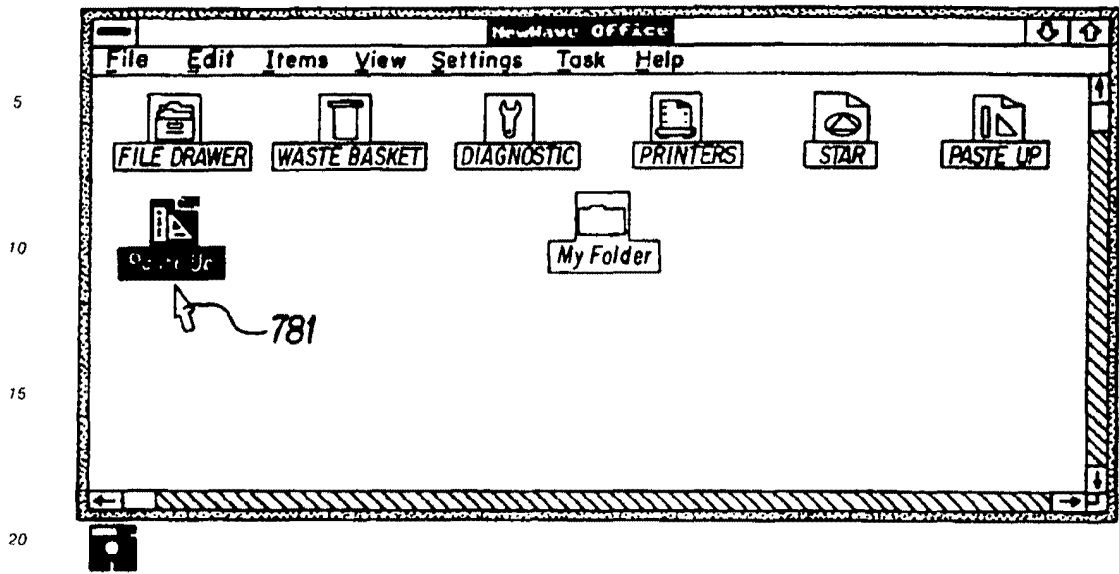 NewWave Office
File Edit Items View Settings Task Help
5
FILE DRAWER WASTE BASKET DIAGNOSTIC PRINTERS STAR PASTE UP
10
My Folder
781
15
20